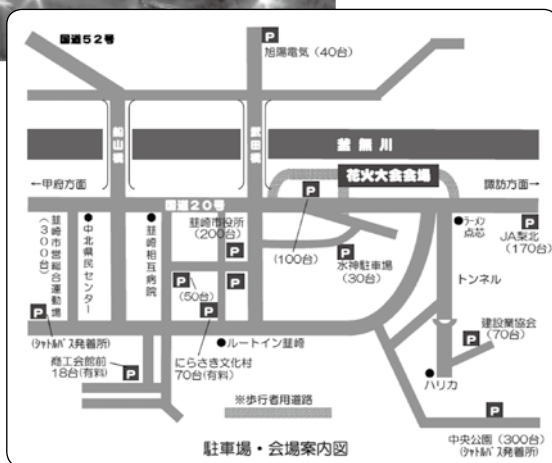 国道52号
P
旭陽電気（40台）
船山橋
武田橋
釜無川
←甲府方面
花火大会会場
諏訪方面→
国道20号
P
韮崎市営総合運動場
（300台）
P
(ｼｬﾄﾙﾊﾞｽ発着所)
●中北県民センター
●韮崎相互病院
韮崎市役所
（200台）
P
P
（50台）
P
P
（100台）
P
水神駐車場
（30台）
●ラーメン
点芯
P
JA梨北
（170台）
トンネル
建設業協会
P
（70台）
●ルートイン韮崎
商工会館前
18台(有料)
P
にらさき文化村
70台(有料)
●
ハリカ
※歩行者用道路
P
中央公園（300台）
(ｼｬﾄﾙﾊﾞｽ発着所)
駐車場・会場案内図